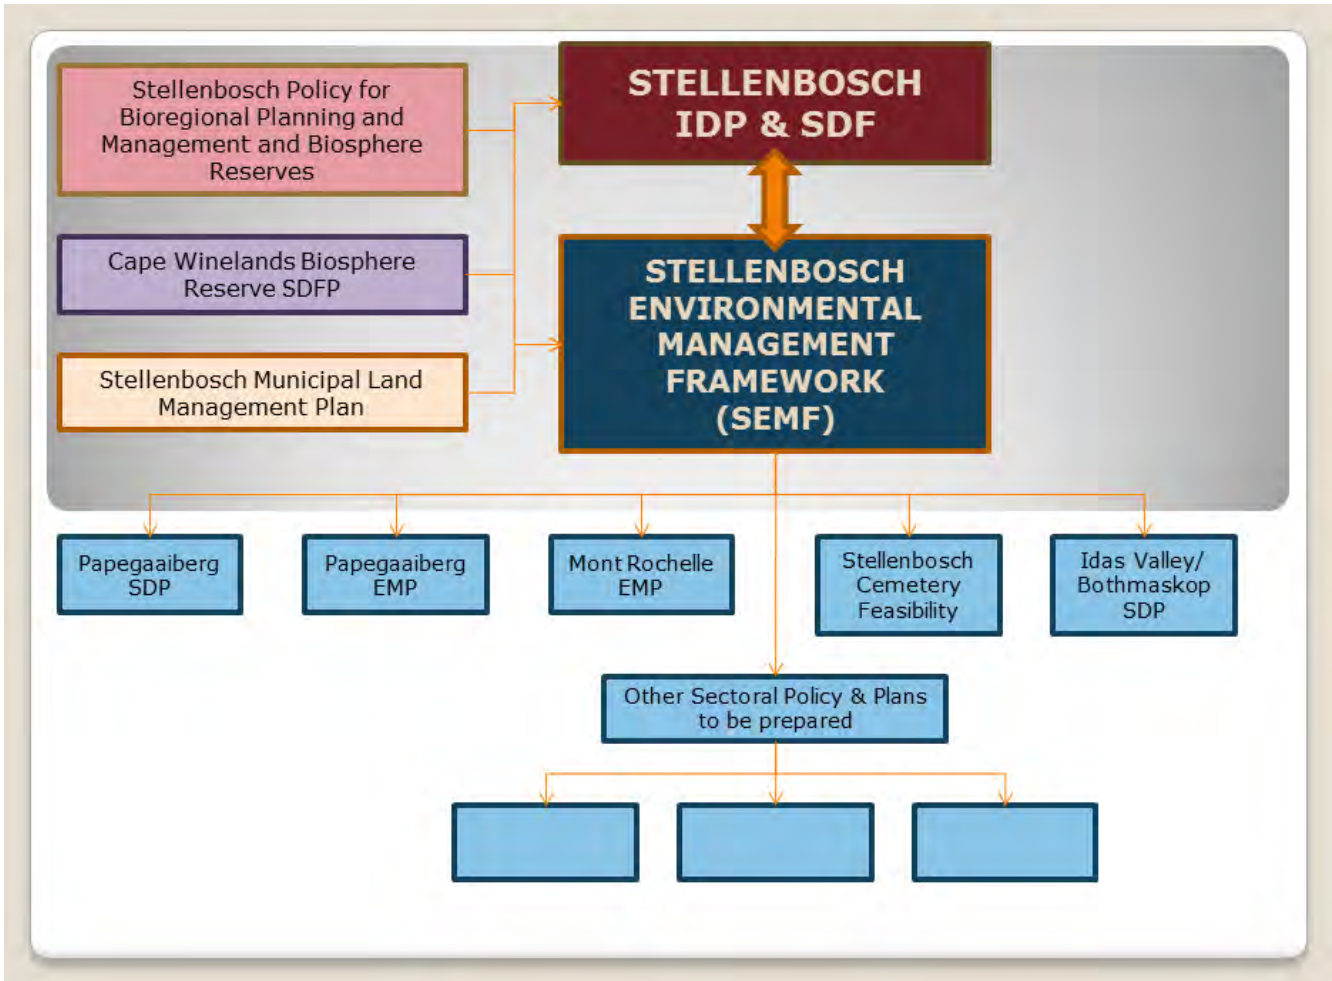 Stellenbosch Policy for
Bioregional Planning and
Management and Biosphere
Reserves
STELLENBOSCH
IDP & SDF
Cape Winelands Biosphere
Reserve SDFP
STELLENBOSCH
ENVIRONMENTAL
MANAGEMENT
FRAMEWORK
(SEMF)
Stellenbosch Municipal Land
Management Plan
Papegaaiberg
SDP
Papegaaiberg
EMP
Mont Rochelle
EMP
Stellenbosch
Cemetery
Feasibility
Idas Valley/
Bothmaskop
SDP
Other Sectoral Policy & Plans
to be prepared